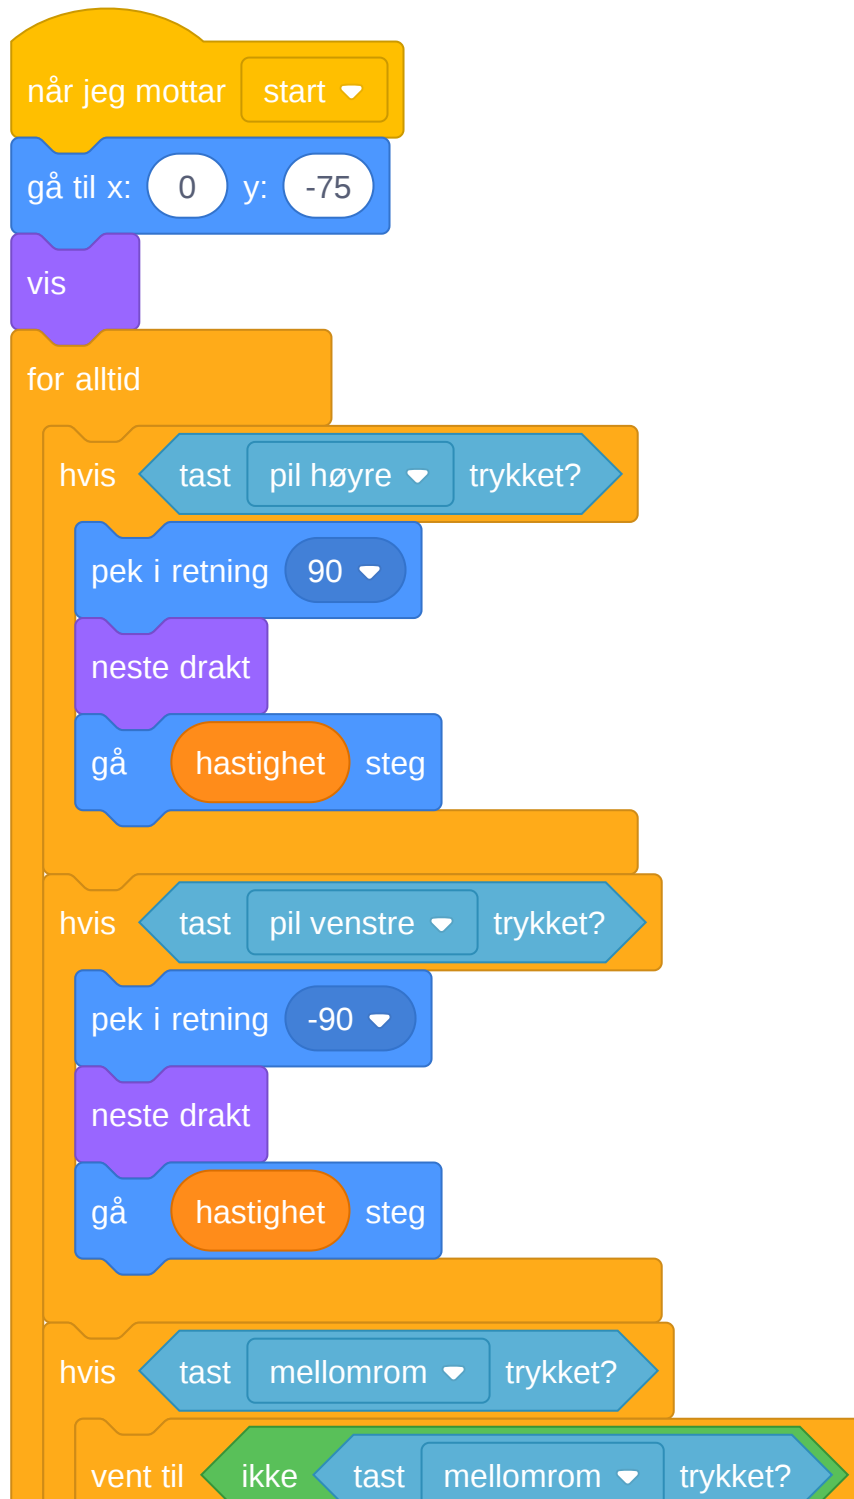 når jeg mottar start
gå til x: 0 y: -75
vis
for alltid
hvis tast pil høyre trykket?
pek i retning 90
neste drakt
gå hastighet steg
hvis tast pil venstre trykket?
pek i retning -90
neste drakt
gå hastighet steg
hvis tast mellomrom trykket?
vent til ikke tast mellomrom trykket?